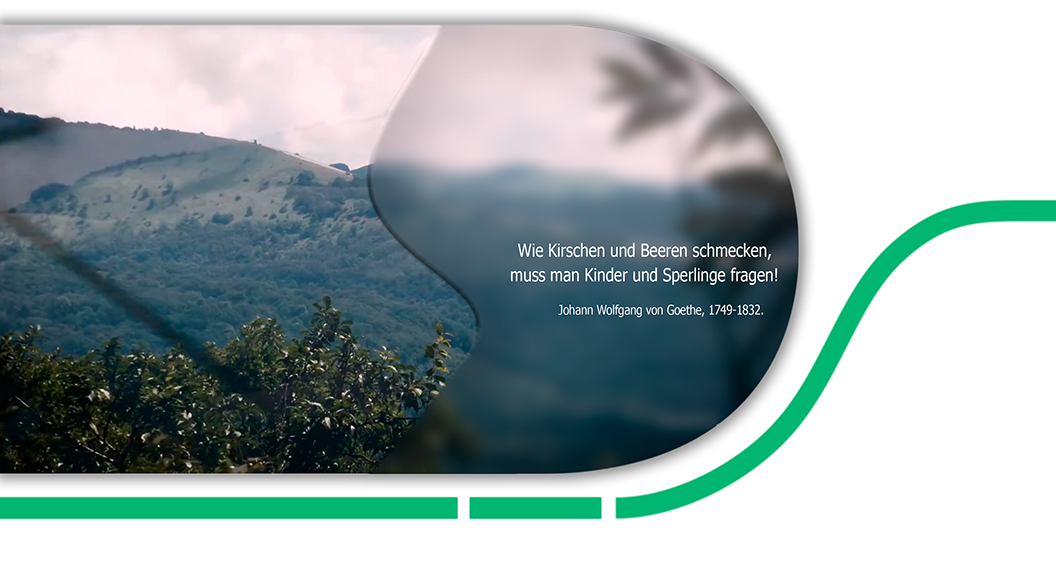 Wie Kirschen und Beeren schmecken,
muss man Kinder und Sperlinge fragen!
Johann Wolfgang von Goethe, 1749-1832.